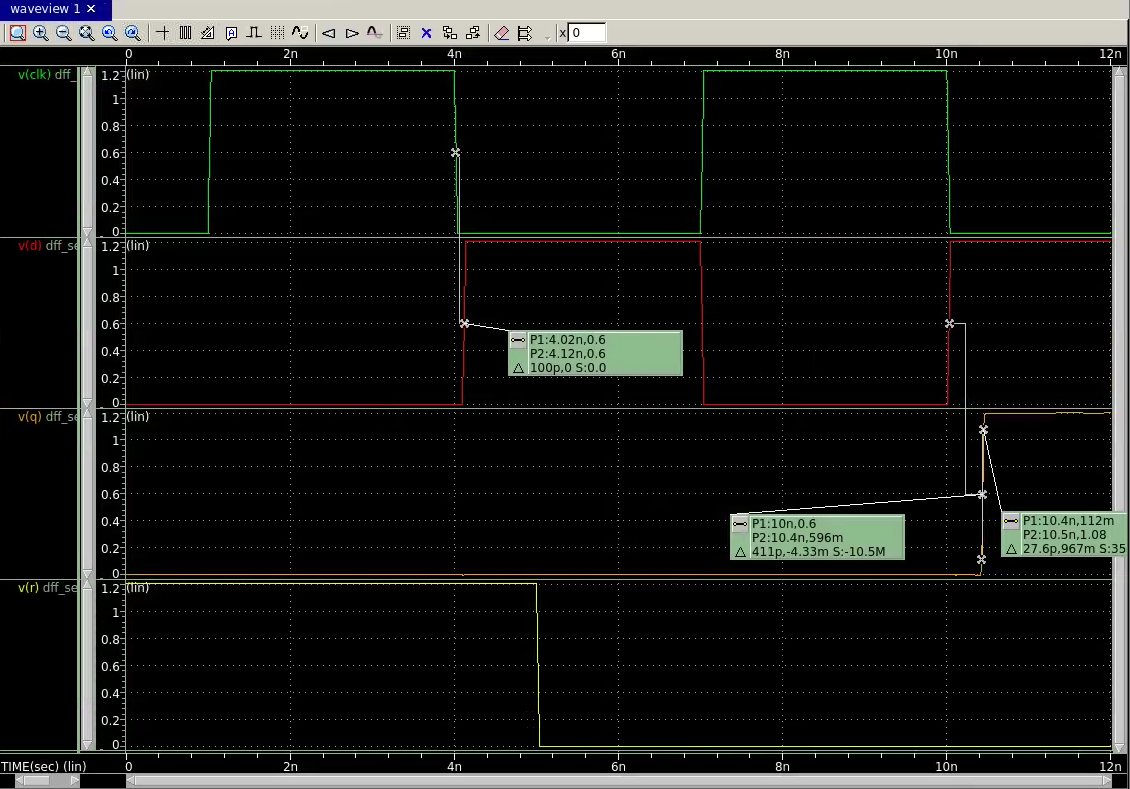 waveview 1 ×
x 0
0 2n 4n 6n 8n 10n 12n
v(clk) dff_
(lin)
1.2
1
0.8
0.6
0.4
0.2
0
v(d) dff_se
(lin)
1.2
1
0.8
0.6
0.4
0.2
0
P1:4.02n,0.6
P2:4.12n,0.6
100p,0 S:0.0
v(q) dff_se
(lin)
1.2
1
0.8
0.6
0.4
0.2
0
P1:10n,0.6
P2:10.4n,596m
411p,-4.33m S:-10.5M
P1:10.4n,112m
P2:10.5n,1.08
27.6p,967m S:35
v(r) dff_se
(lin)
1.2
1
0.8
0.6
0.4
0.2
0
TIME(sec) (lin)
0 2n 4n 6n 8n 10n 12n